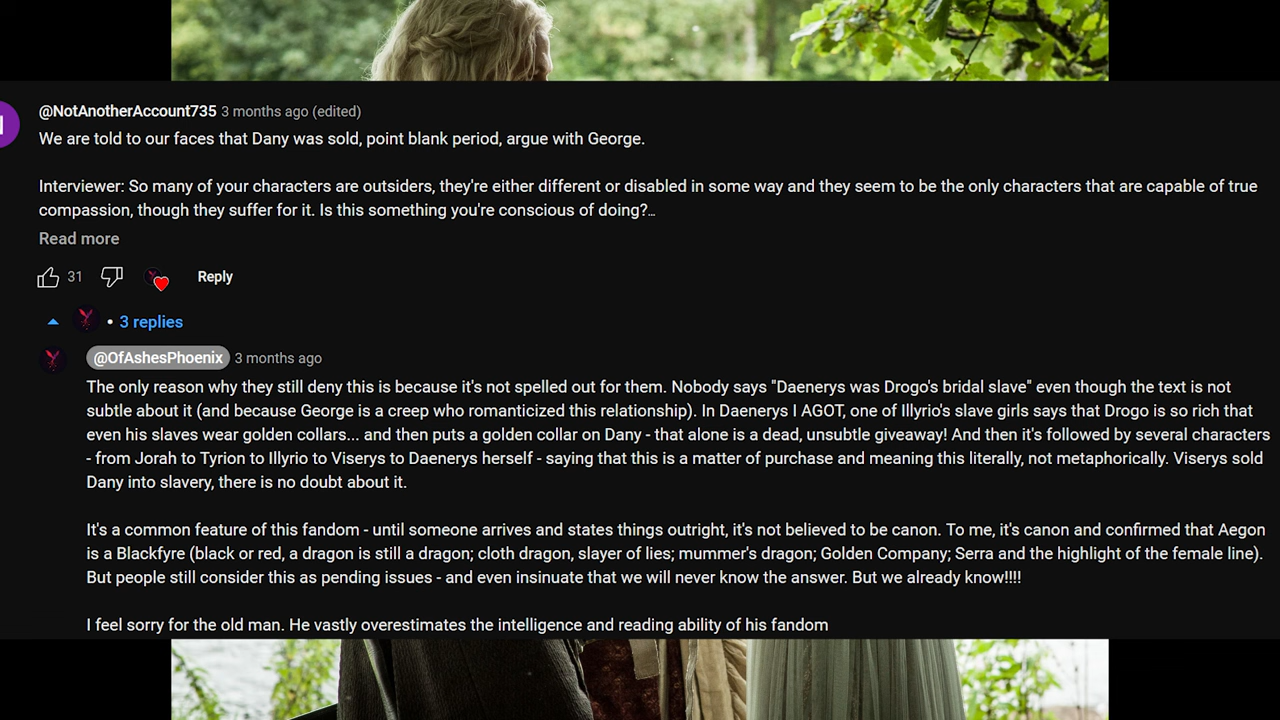 @NotAnotherAccount735 3 months ago (edited)
We are told to our faces that Dany was sold, point blank period, argue with George.
Interviewer: So many of your characters are outsiders, they're either different or disabled in some way and they seem to be the only characters that are capable of true
compassion, though they suffer for it. Is this something you're conscious of doing?...
Read more
31 Reply
• 3 replies
@OfAshesPhoenix 3 months ago
The only reason why they still deny this is because it's not spelled out for them. Nobody says "Daenerys was Drogo's bridal slave" even though the text is not
subtle about it (and because George is a creep who romanticized this relationship). In Daenerys I AGOT, one of Illyrio's slave girls says that Drogo is so rich that
even his slaves wear golden collars... and then puts a golden collar on Dany - that alone is a dead, unsubtle giveaway! And then it's followed by several characters
- from Jorah to Tyrion to Illyrio to Viserys to Daenerys herself - saying that this is a matter of purchase and meaning this literally, not metaphorically. Viserys sold
Dany into slavery, there is no doubt about it.
It's a common feature of this fandom - until someone arrives and states things outright, it's not believed to be canon. To me, it's canon and confirmed that Aegon
is a Blackfyre (black or red, a dragon is still a dragon; cloth dragon, slayer of lies; mummer's dragon; Golden Company; Serra and the highlight of the female line).
But people still consider this as pending issues - and even insinuate that we will never know the answer. But we already know!!!!
I feel sorry for the old man. He vastly overestimates the intelligence and reading ability of his fandom